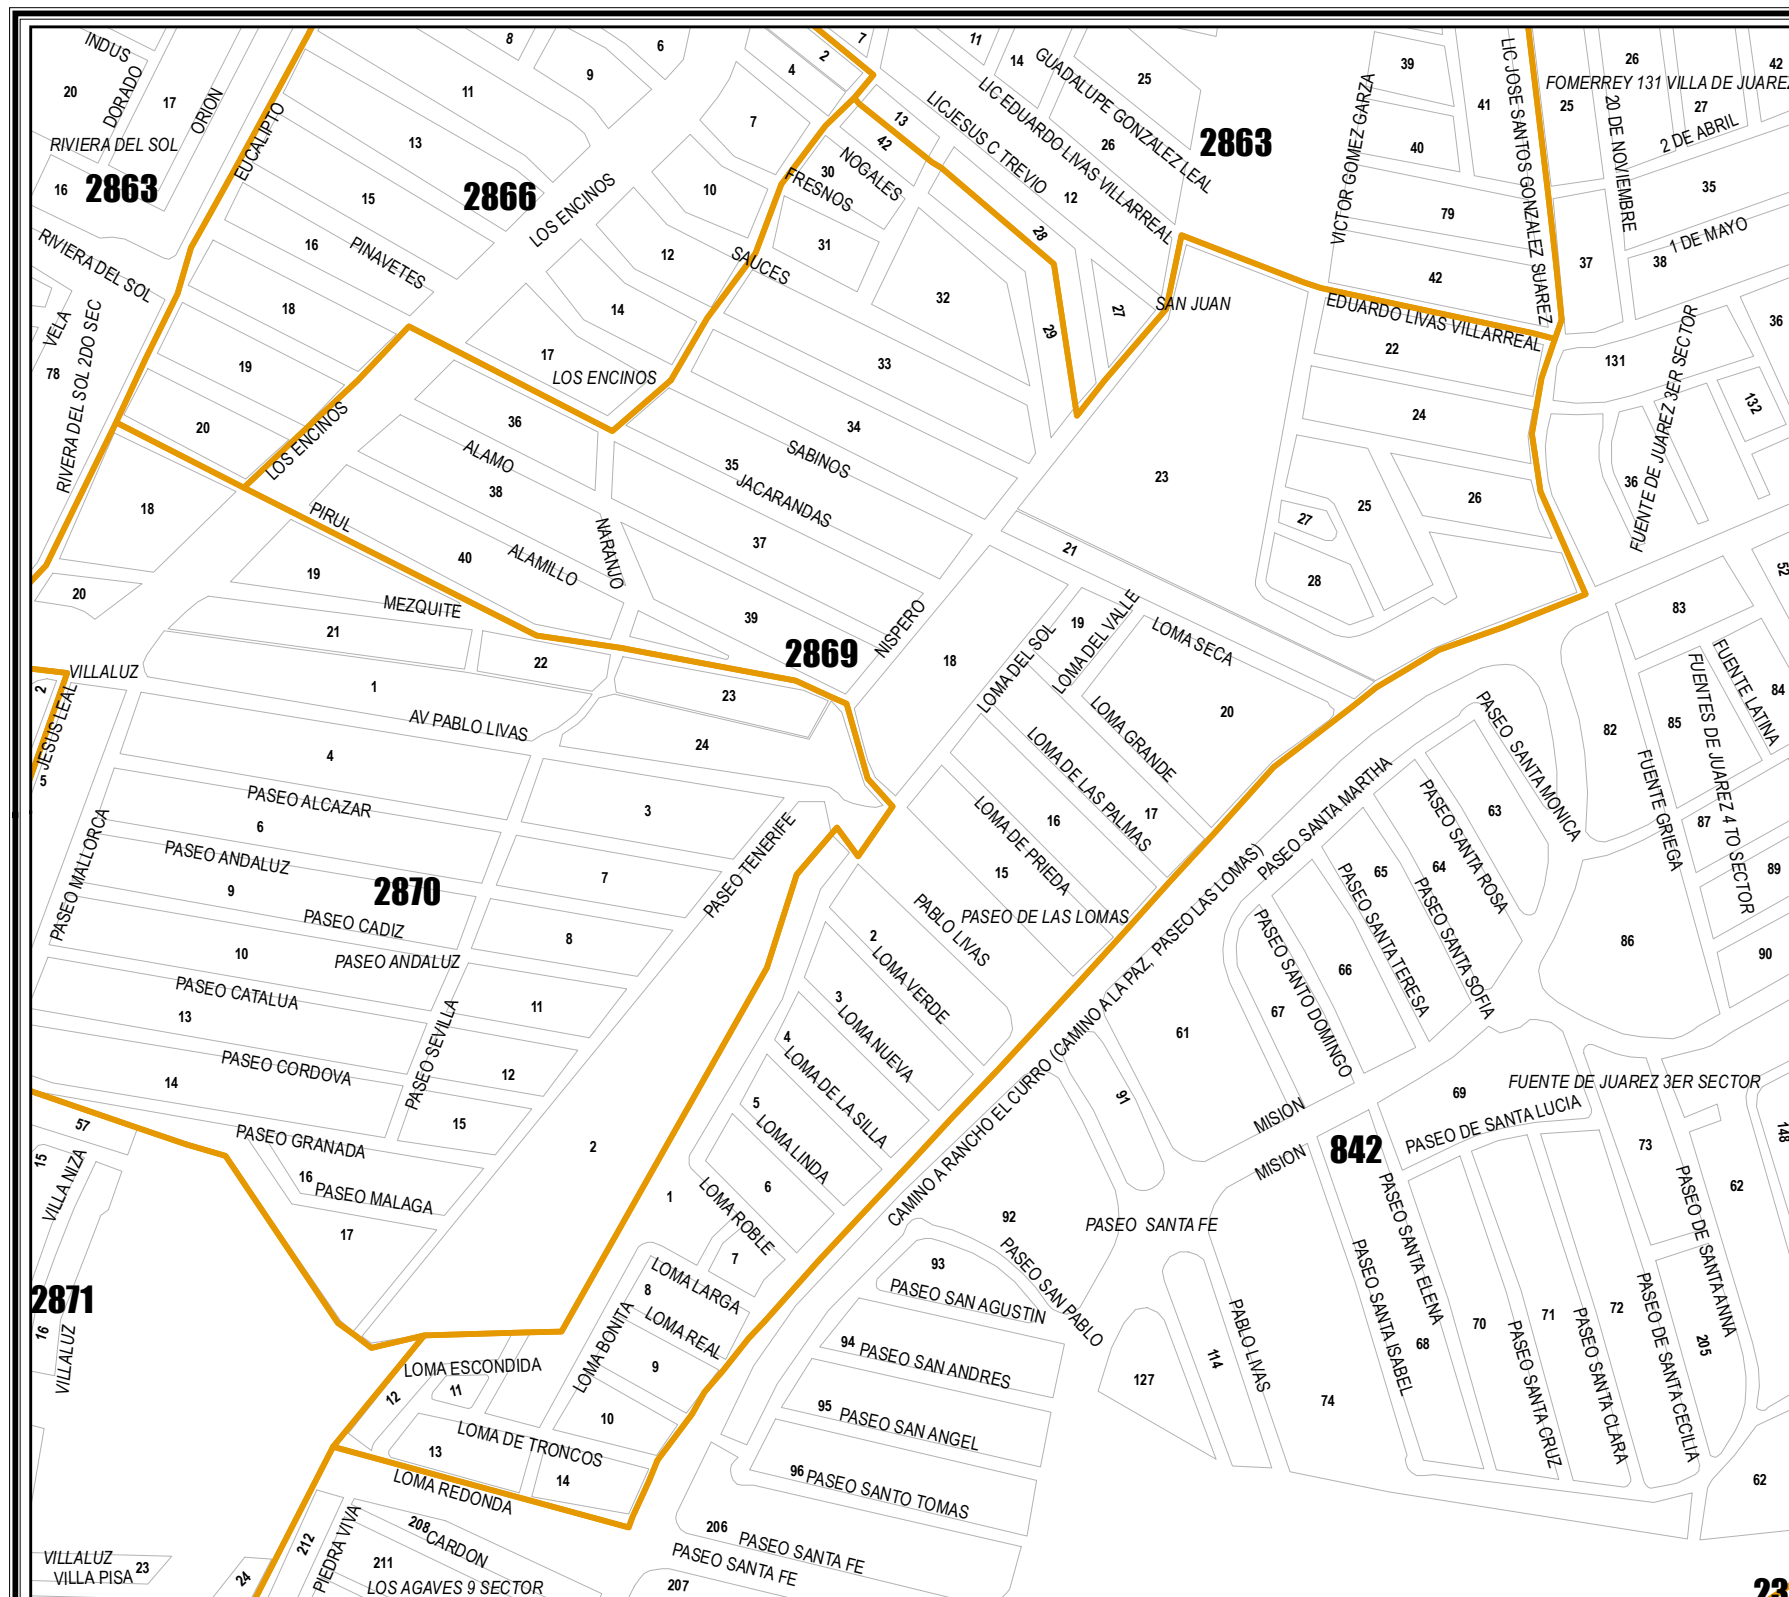 INDUS
DORADO
ORION
20
17
RIVIERA DEL SOL
16
2863
EUCALIPTO
RIVIERA DEL SOL
VELA
78
RIVERA DEL SOL 2DO SEC
8
6
9
11
13
15
16
2866
PINAVETES
LOS ENCINOS
18
19
20
LOS ENCINOS
2
4
7
7
10
12
14
17
LOS ENCINOS
11
14
GUADALUPE GONZALEZ LEAL
25
LIC EDUARDO LIVAS VILLARREAL
LICJESUS C TREVIO
26
12
2863
13
42
NOGALES
30
FRESNOS
31
SAUCES
32
28
29
27
SAN JUAN
39
VICTOR GOMEZ GARZA
40
41
79
42
LIC JOSE SANTOS GONZALEZ SUAREZ
EDUARDO LIVAS VILLARREAL
26
42
FOMERREY 131 VILLA DE JUAREZ
25
27
20 DE NOVIEMBRE
2 DE ABRIL
35
1 DE MAYO
37
38
36
131
132
FUENTE DE JUAREZ 3ER SECTOR
36
52
22
24
23
25
26
27
28
33
34
SABINOS
35
JACARANDAS
36
ALAMO
38
37
NARANJO
ALAMILLO
PIRUL
40
39
18
20
19
MEZQUITE
21
22
2869
NISPERO
21
18
19
LOMA DEL SOL
LOMA DEL VALLE
LOMA SECA
20
LOMA GRANDE
LOMA DE LAS PALMAS
17
16
LOMA DE PRIEDA
15
PASEO DE LAS LOMAS
PABLO LIVAS
VILLALUZ
2
JESUS LEAL
5
1
AV PABLO LIVAS
23
24
4
PASEO ALCAZAR
3
6
PASEO ANDALUZ
7
PASEO TENERIFE
PASEO MALLORCA
9
2870
PASEO CADIZ
8
10
PASEO ANDALUZ
PASEO CATALUA
11
13
PASEO SEVILLA
PASEO CORDOVA
14
12
15
PASEO GRANADA
57
15
VILLA NIZA
16
PASEO MALAGA
17
2
2871
16
VILLALUZ
2
LOMA VERDE
3
LOMA NUEVA
4
LOMA DE LA SILLA
5
LOMA LINDA
6
1
LOMA ROBLE
7
LOMA LARGA
8
LOMA REAL
LOMA BONITA
9
10
LOMA ESCONDIDA
12
11
LOMA DE TRONCOS
13
14
LOMA REDONDA
CAMINO A RANCHO EL CURRO (CAMINO A LA PAZ, PASEO LAS LOMAS)
PASEO SANTA MARTHA
PASEO SANTA MONICA
63
PASEO SANTA ROSA
64
65
PASEO SANTA SOFIA
PASEO SANTA TERESA
66
PASEO SANTO DOMINGO
67
61
91
MISION
MISION
842
69
FUENTE DE JUAREZ 3ER SECTOR
PASEO DE SANTA LUCIA
83
82
85
84
FUENTE LATINA
FUENTES DE JUAREZ 4 TO SECTOR
FUENTE GRIEGA
87
89
86
90
73
148
62
PASEO DE SANTA ANNA
92
PASEO SANTA FE
93
PASEO SAN PABLO
PASEO SAN AGUSTIN
94
PASEO SAN ANDRES
95
PASEO SAN ANGEL
96
PASEO SANTO TOMAS
206
PASEO SANTA FE
PASEO SANTA FE
207
127
114
PABLO LIVAS
74
PASEO SANTA ISABEL
PASEO SANTA ELENA
68
70
71
72
PASEO SANTA CRUZ
PASEO SANTA CLARA
PASEO DE SANTA CECILIA
205
62
212
PIEDRA VIVA
208
CARDON
211
LOS AGAVES 9 SECTOR
VILLALUZ
VILLA PISA
23
24
23